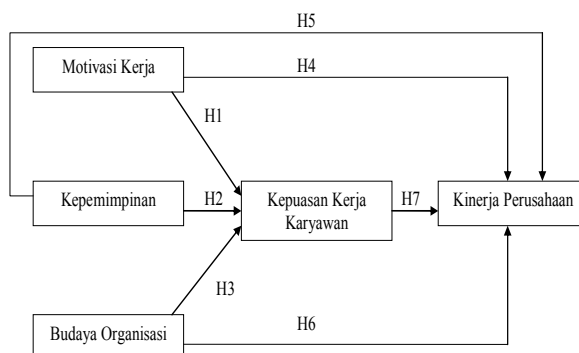 H5
Motivasi Kerja
H4
H1
Kepemimpinan
H2
Kepuasan Kerja
Karyawan
H7
Kinerja Perusahaan
H3
Budaya Organisasi
H6